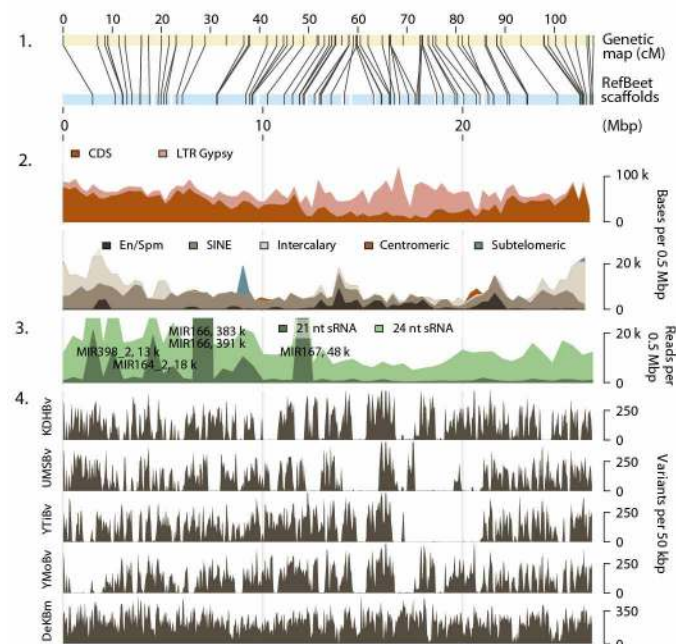 0 10 20 30 40 50 60 70 80 90 100
1.
Genetic
map (cM)
RefBeet
scaffolds
0 10 20 (Mbp)
2.
CDS LTR Gypsy
100 k
0
Bases per 0.5 Mbp
En/Spm SINE Intercalary Centromeric Subtelomeric
20 k
0
3.
MIR166, 383 k 21 nt sRNA 24 nt sRNA
MIR166, 391 k
MIR398_2, 13 k MIR167, 48 k
MIR164_2, 18 k
20 k
0
Reads per
0.5 Mbp
4.
KDHBv
250
0
UMSBv
250
0
YTiBv
250
0
YMoBv
250
0
DeKBm
350
0
Variants per 50 kbp